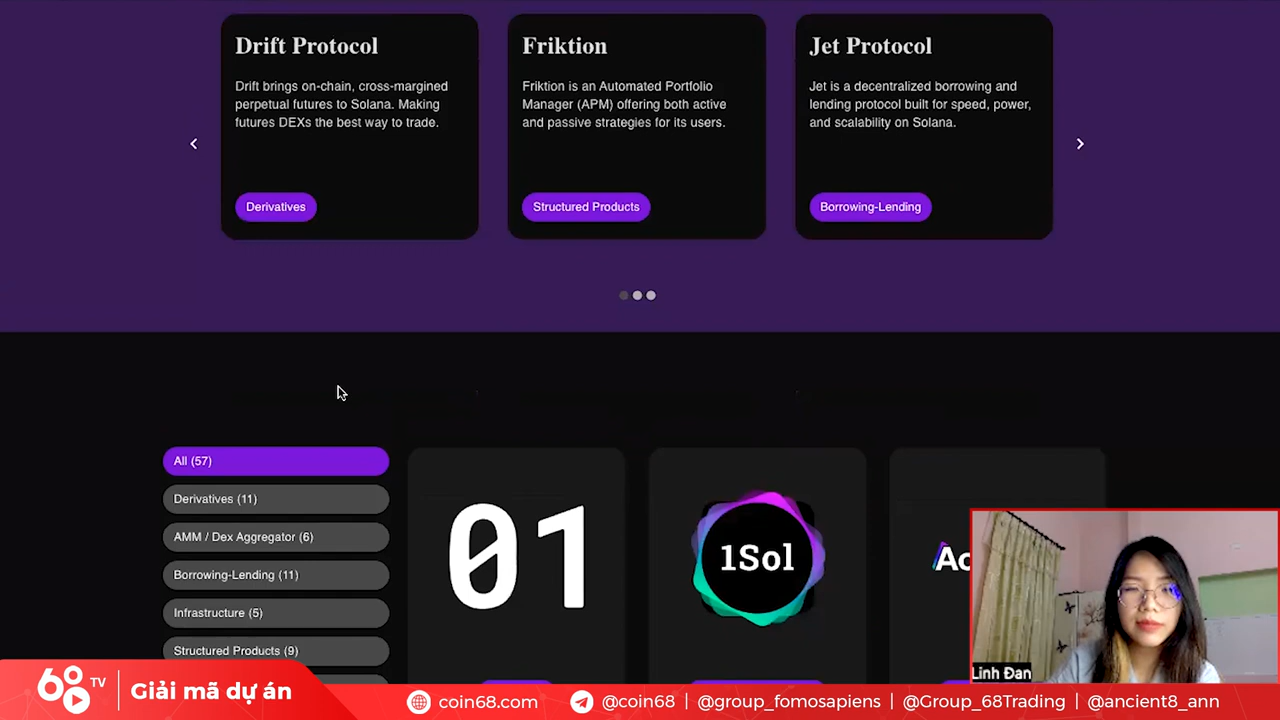 Drift Protocol
Drift brings on-chain, cross-margined
perpetual futures to Solana. Making
futures DEXs the best way to trade.
Derivatives
Friktion
Friktion is an Automated Portfolio
Manager (APM) offering both active
and passive strategies for its users.
Structured Products
Jet Protocol
Jet is a decentralized borrowing and
lending protocol built for speed, power,
and scalability on Solana.
Borrowing-Lending
All (57)
Derivatives (11)
AMM / Dex Aggregator (6)
Borrowing-Lending (11)
Infrastructure (5)
Structured Products (9)
01
1Sol
Linh Đan
68 TV
Giải mã dự án
coin68.com
@coin68 | @group_fomosapiens | @Group_68Trading | @ancient8_ann